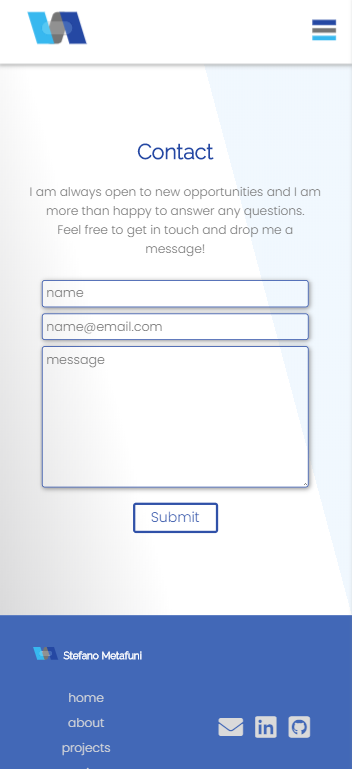 Contact
I am always open to new opportunities and I am
more than happy to answer any questions.
Feel free to get in touch and drop me a
message!
name
name@email.com
message
Submit
Stefano Metafuni
home
about
projects